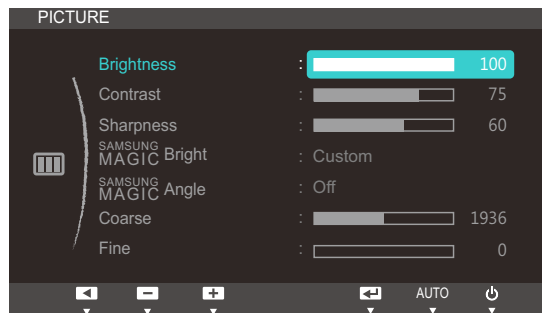 PICTURE
Brightness : 100
Contrast : 75
Sharpness : 60
SAMSUNG MAGIC Bright : Custom
SAMSUNG MAGIC Angle : Off
Coarse : 1936
Fine : 0
AUTO